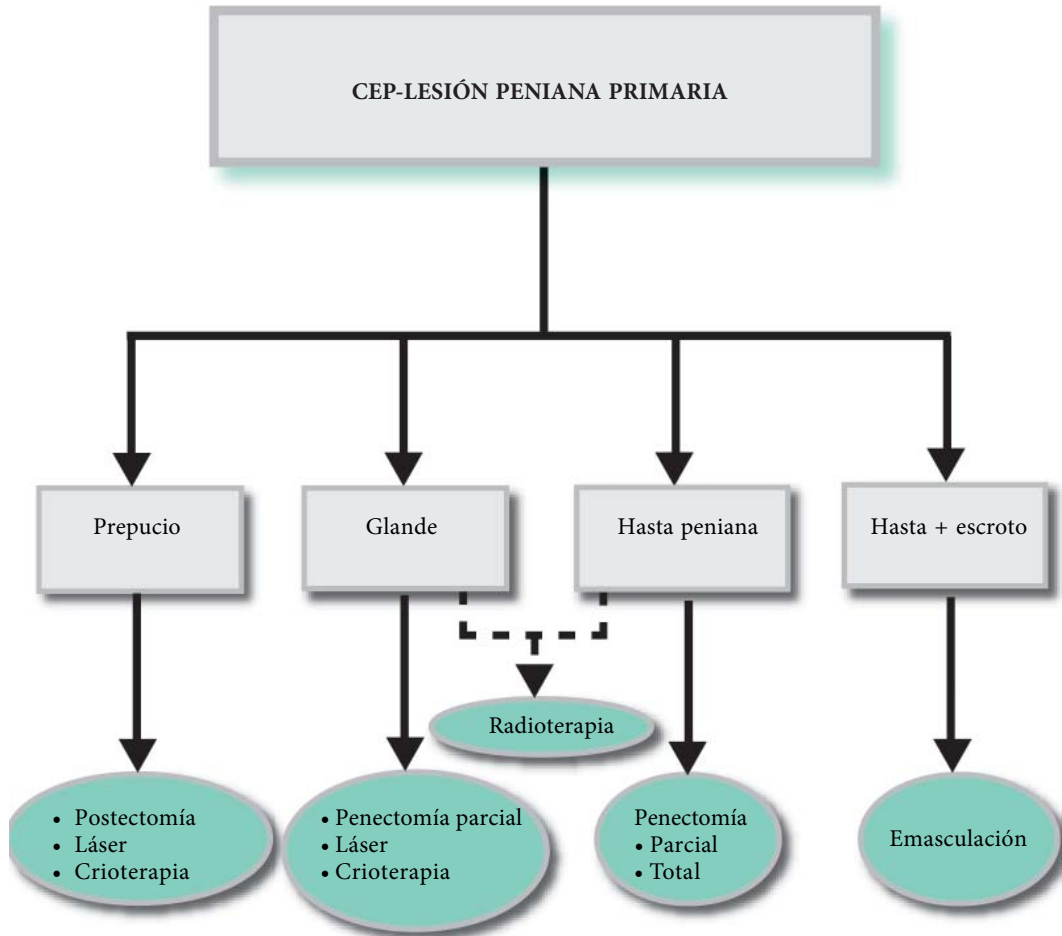 CEP-LESIÓN PENIANA PRIMARIA
Prepucio
Glande
Hasta peniana
Hasta + escroto
Radioterapia
• Postectomía
• Láser
• Crioterapia
• Penectomía parcial
• Láser
• Crioterapia
Penectomía
• Parcial
• Total
Emasculación